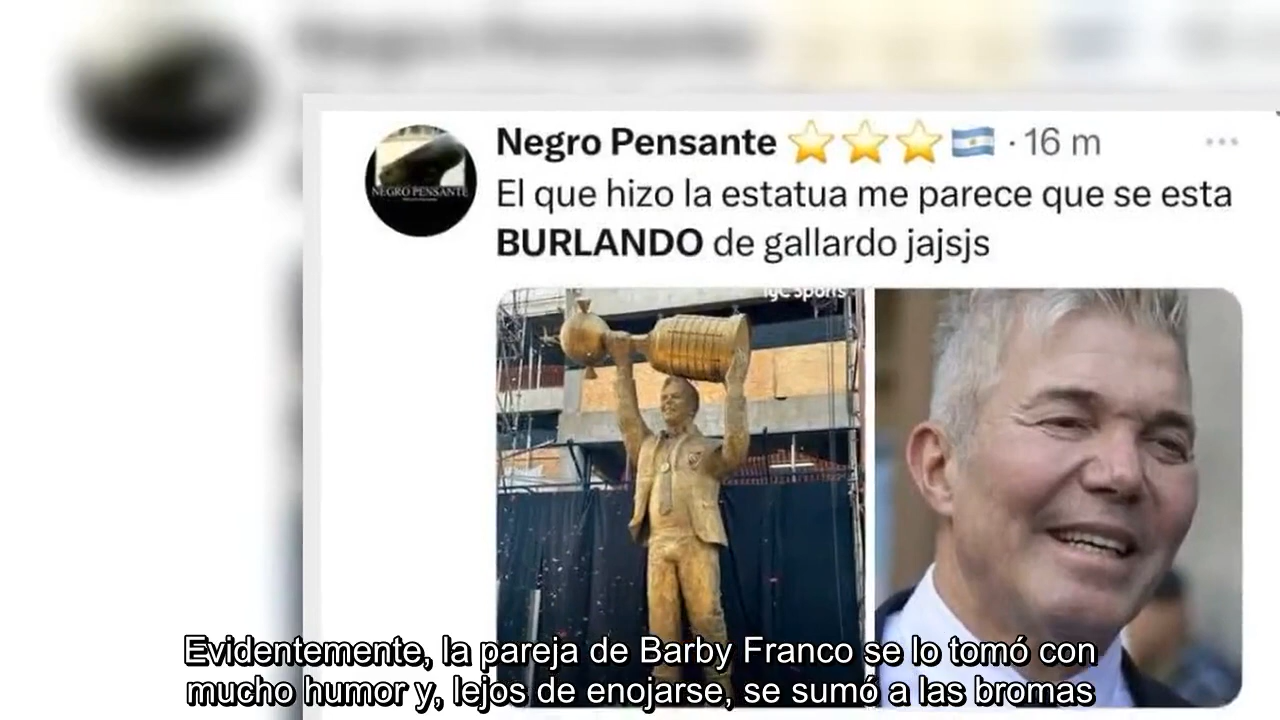 Negro Pensante ⭐⭐⭐🇦🇷 · 16 m
NEGRO PENSANTE
El que hizo la estatua me parece que se esta
BURLANDO de gallardo jajsjs
TyC Sports
Evidentemente, la pareja de Barby Franco se lo tomó con
mucho humor y, lejos de enojarse, se sumó a las bromas